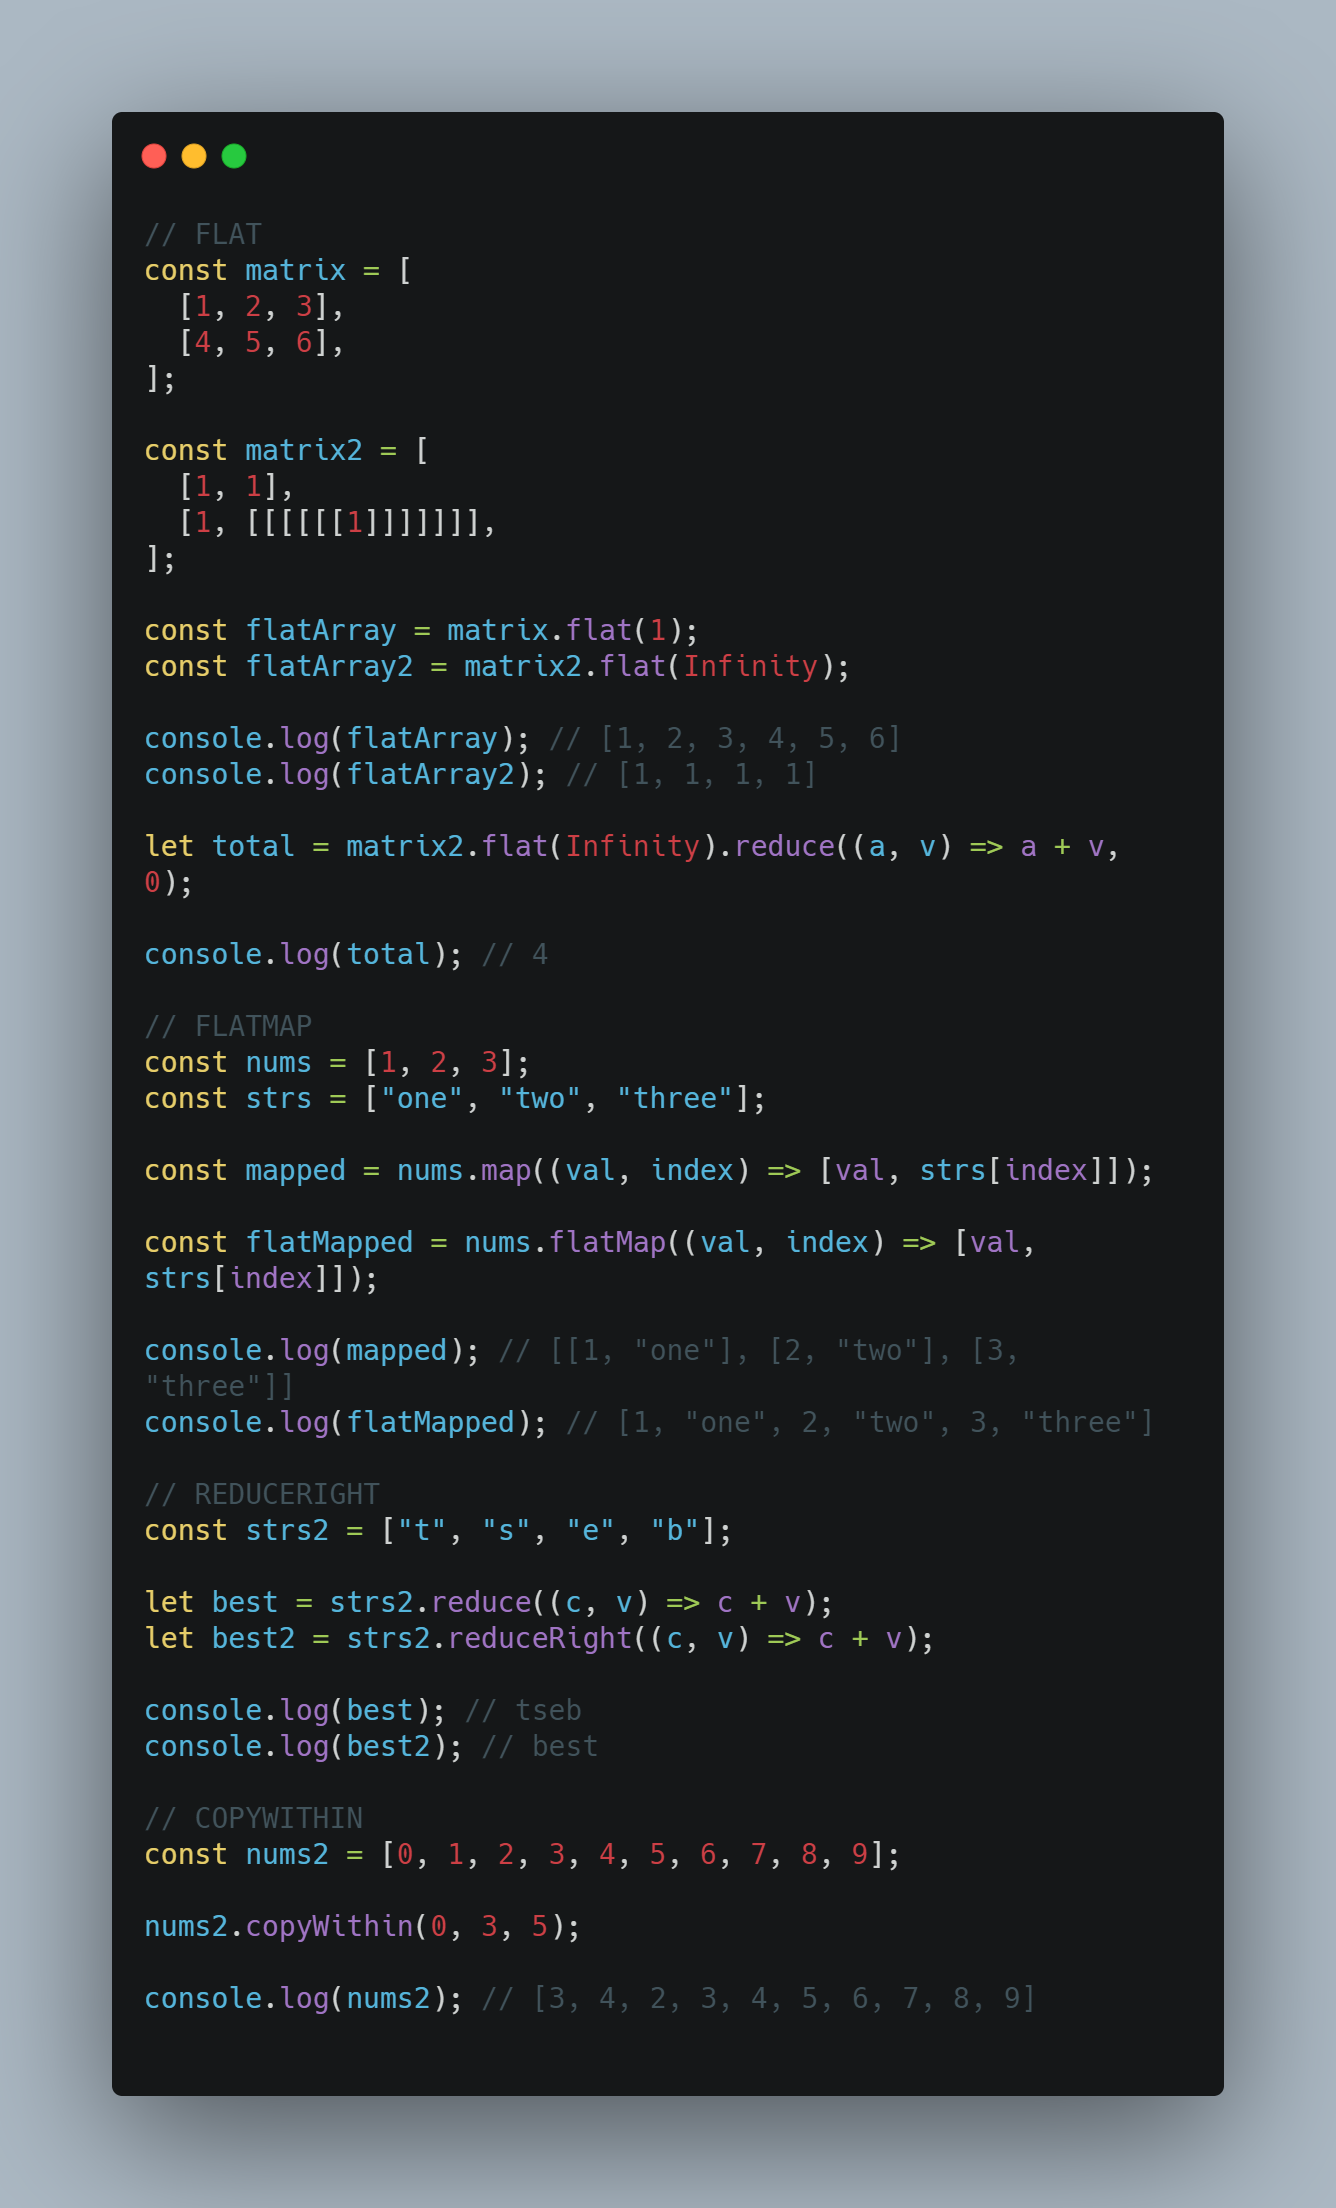 // FLAT
const matrix = [
  [1, 2, 3],
  [4, 5, 6],
];

const matrix2 = [
  [1, 1],
  [1, [[[[[[1]]]]]]],
];

const flatArray = matrix.flat(1);
const flatArray2 = matrix2.flat(Infinity);

console.log(flatArray); // [1, 2, 3, 4, 5, 6]
console.log(flatArray2); // [1, 1, 1, 1]

let total = matrix2.flat(Infinity).reduce((a, v) => a + v,
0);

console.log(total); // 4

// FLATMAP
const nums = [1, 2, 3];
const strs = ["one", "two", "three"];

const mapped = nums.map((val, index) => [val, strs[index]]);

const flatMapped = nums.flatMap((val, index) => [val,
strs[index]]);

console.log(mapped); // [[1, "one"], [2, "two"], [3,
"three"]]
console.log(flatMapped); // [1, "one", 2, "two", 3, "three"]

// REDUCERIGHT
const strs2 = ["t", "s", "e", "b"];

let best = strs2.reduce((c, v) => c + v);
let best2 = strs2.reduceRight((c, v) => c + v);

console.log(best); // tseb
console.log(best2); // best

// COPYWITHIN
const nums2 = [0, 1, 2, 3, 4, 5, 6, 7, 8, 9];

nums2.copyWithin(0, 3, 5);

console.log(nums2); // [3, 4, 2, 3, 4, 5, 6, 7, 8, 9]